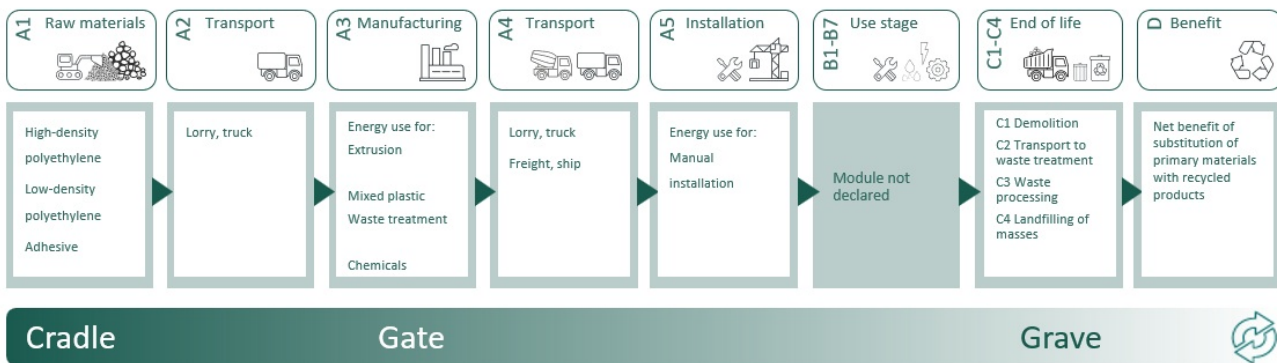 A1 Raw materials
A2 Transport
A3 Manufacturing
A4 Transport
A5 Installation
B1-B7 Use stage
C1-C4 End of life
D Benefit
High-density
polyethylene
Low-density
polyethylene
Adhesive
Lorry, truck
Energy use for:
Extrusion
Mixed plastic
Waste treatment
Chemicals
Lorry, truck
Freight, ship
Energy use for:
Manual
installation
Module not
declared
C1 Demolition
C2 Transport to
waste treatment
C3 Waste
processing
C4 Landfilling of
masses
Net benefit of
substitution of
primary materials
with recycled
products
Cradle
Gate
Grave